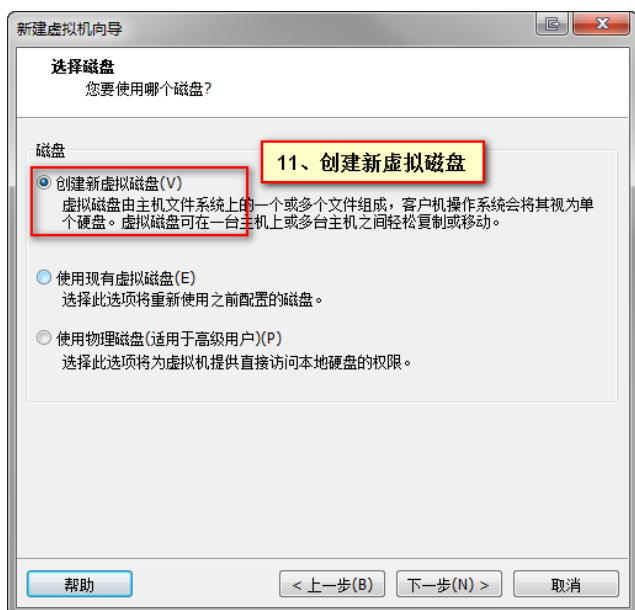 新建虚拟机向导
选择磁盘
您要使用哪个磁盘?
磁盘
11、创建新虚拟磁盘
创建新虚拟磁盘(V)
虚拟磁盘由主机文件系统上的一个或多个文件组成，客户机操作系统会将其视为单
个硬盘。虚拟磁盘可在一台主机上或多台主机之间轻松复制或移动。
使用现有虚拟磁盘(E)
选择此选项将重新使用之前配置的磁盘。
使用物理磁盘(适用于高级用户)(P)
选择此选项将为虚拟机提供直接访问本地硬盘的权限。
帮助
< 上一步(B)
下一步(N) >
取消